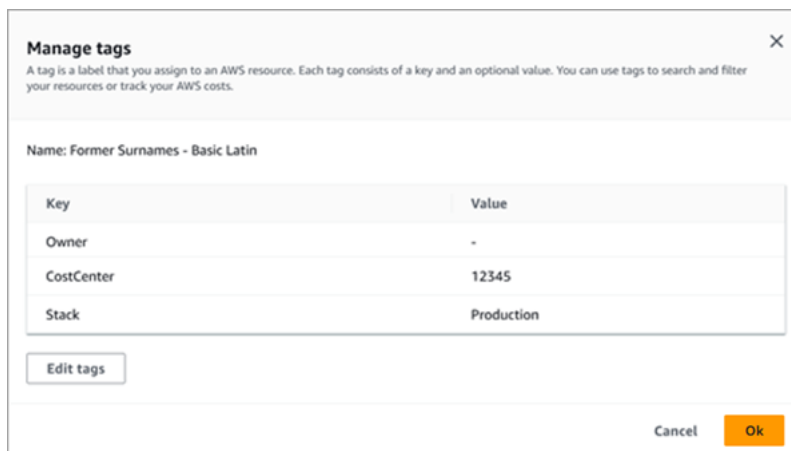 Manage tags
A tag is a label that you assign to an AWS resource. Each tag consists of a key and an optional value. You can use tags to search and filter
your resources or track your AWS costs.
Name: Former Surnames - Basic Latin
Key Value
Owner -
CostCenter 12345
Stack Production
Edit tags
Cancel Ok